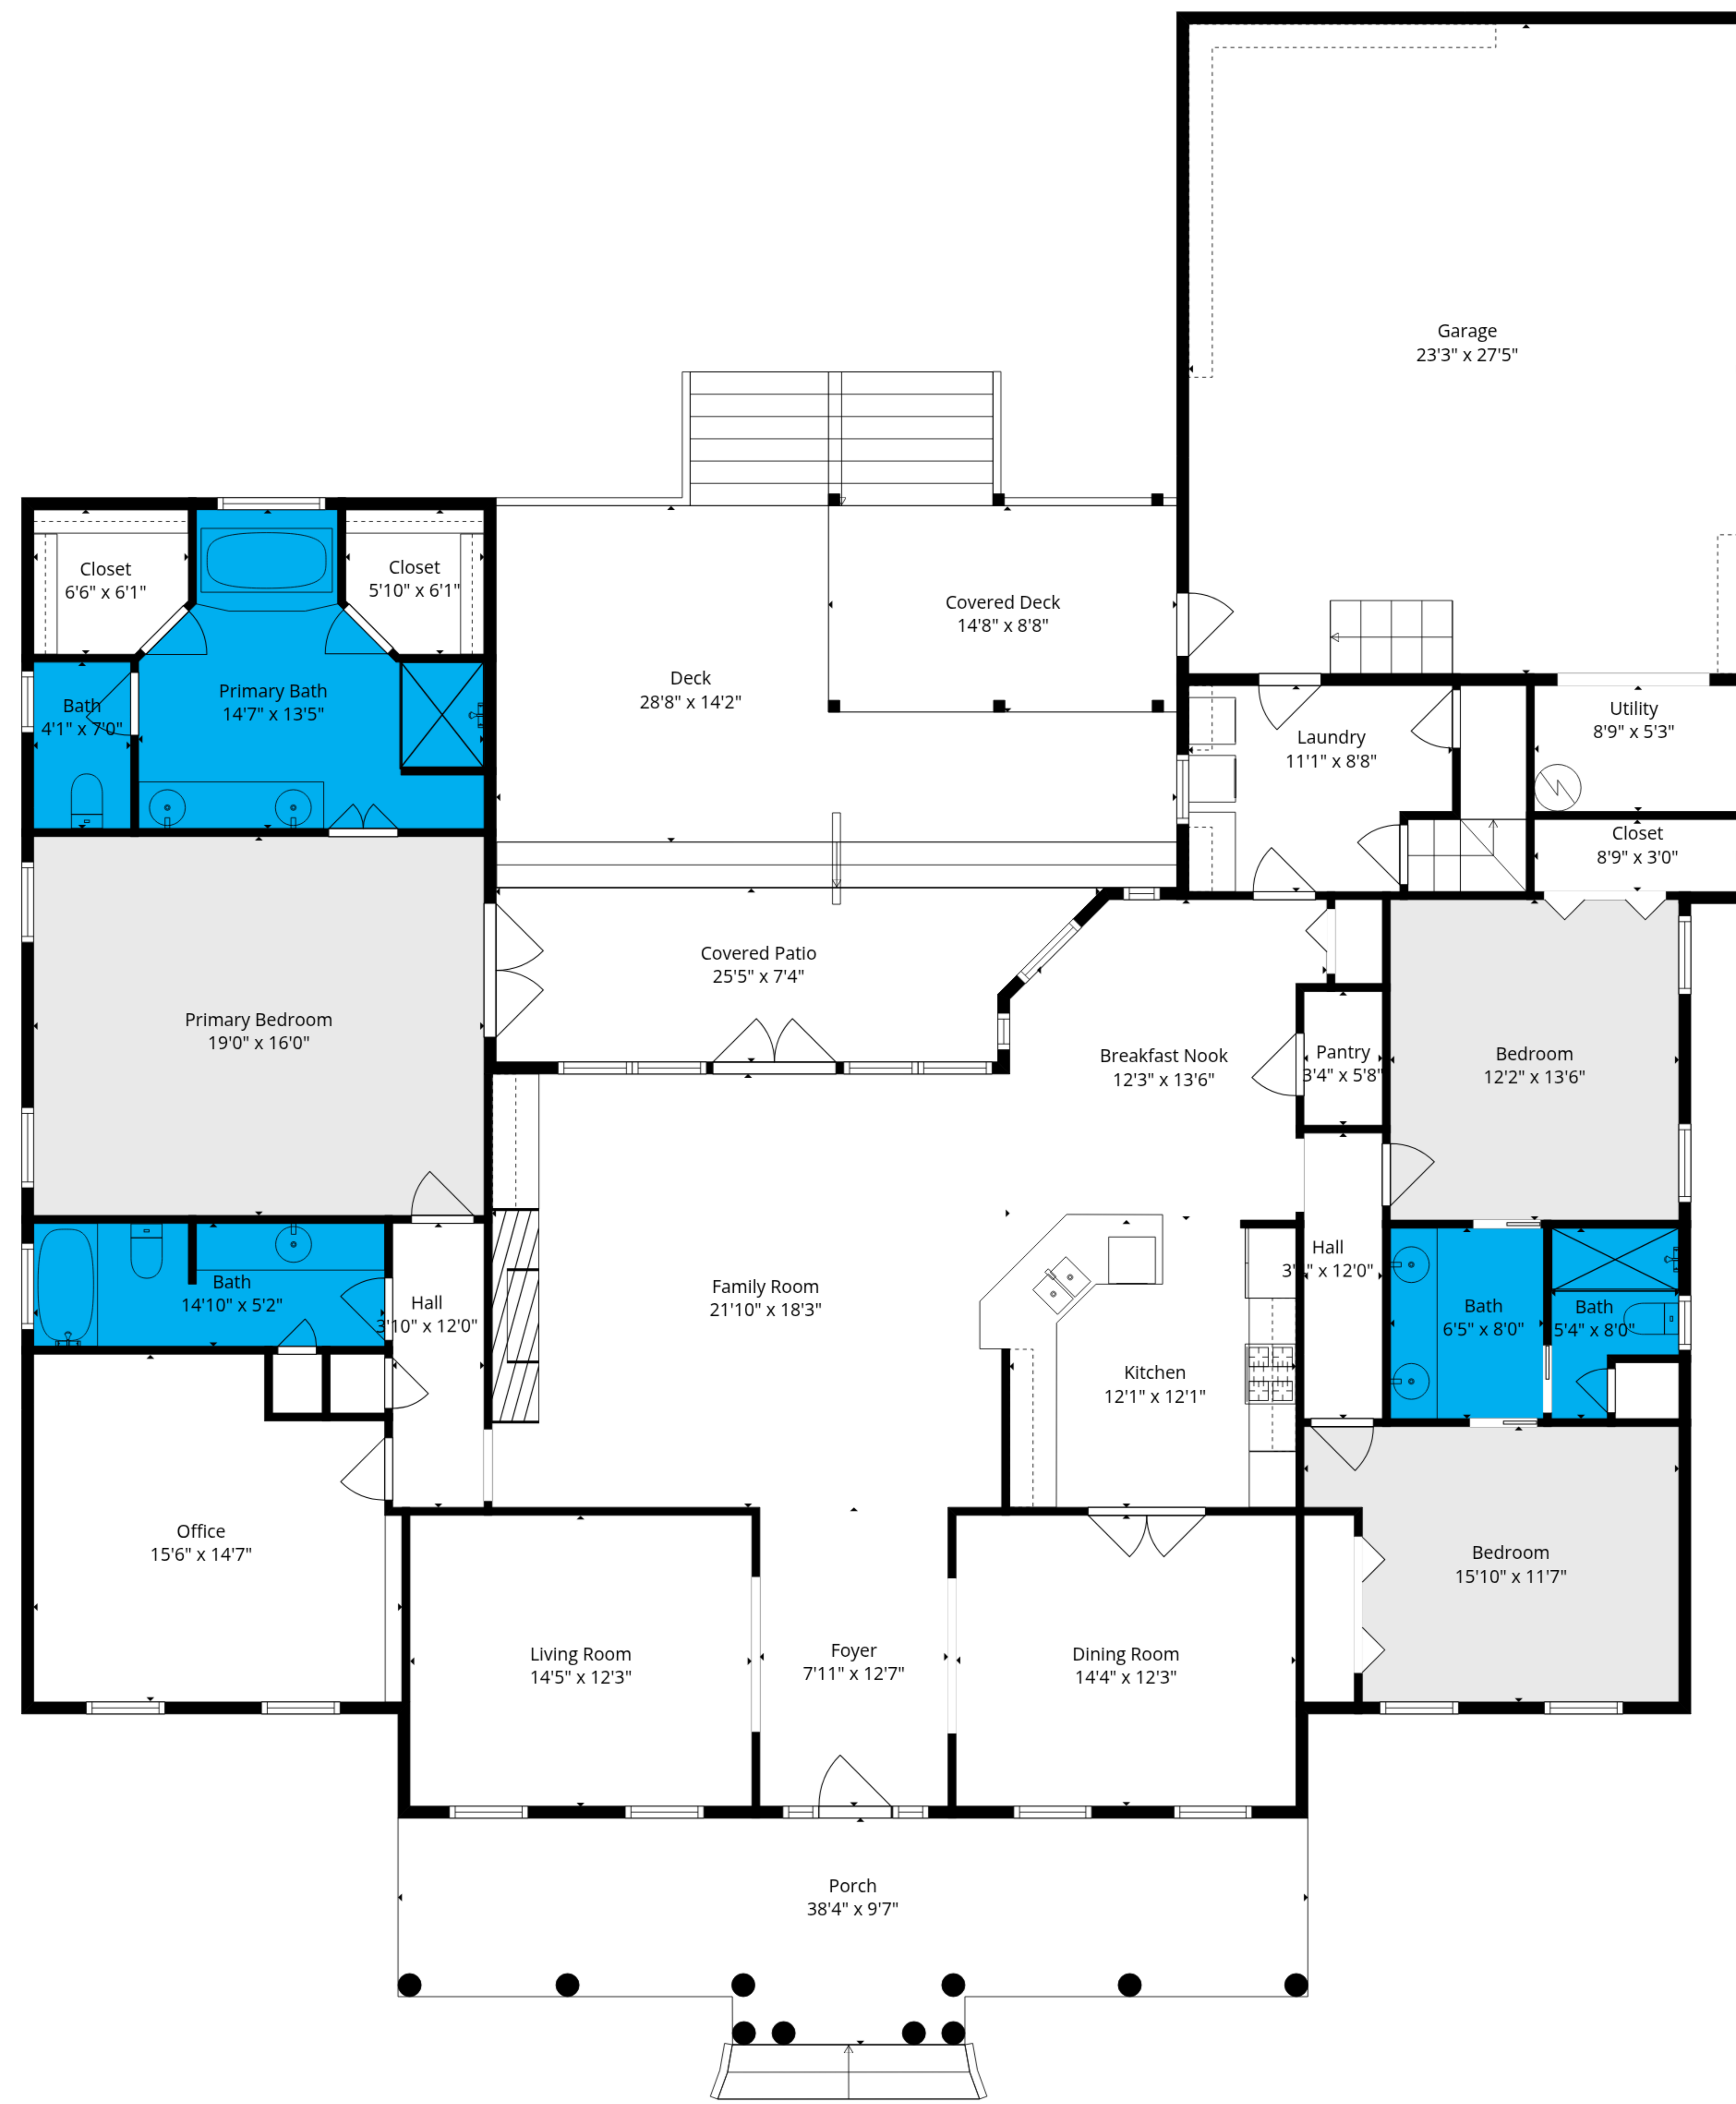 Garage
23'3" x 27'5"
Closet
6'6" x 6'1"
Closet
5'10" x 6'1"
Covered Deck
14'8" x 8'8"
Deck
28'8" x 14'2"
Primary Bath
14'7" x 13'5"
Bath
4'1" x 7'0"
Laundry
11'1" x 8'8"
Utility
8'9" x 5'3"
Closet
8'9" x 3'0"
Covered Patio
25'5" x 7'4"
Primary Bedroom
19'0" x 16'0"
Breakfast Nook
12'3" x 13'6"
Pantry
3'4" x 5'8"
Bedroom
12'2" x 13'6"
Bath
14'10" x 5'2"
Hall
3'10" x 12'0"
Family Room
21'10" x 18'3"
Hall
x 12'0"
Bath
6'5" x 8'0"
Bath
5'4" x 8'0"
Kitchen
12'1" x 12'1"
Office
15'6" x 14'7"
Living Room
14'5" x 12'3"
Foyer
7'11" x 12'7"
Dining Room
14'4" x 12'3"
Bedroom
15'10" x 11'7"
Porch
38'4" x 9'7"